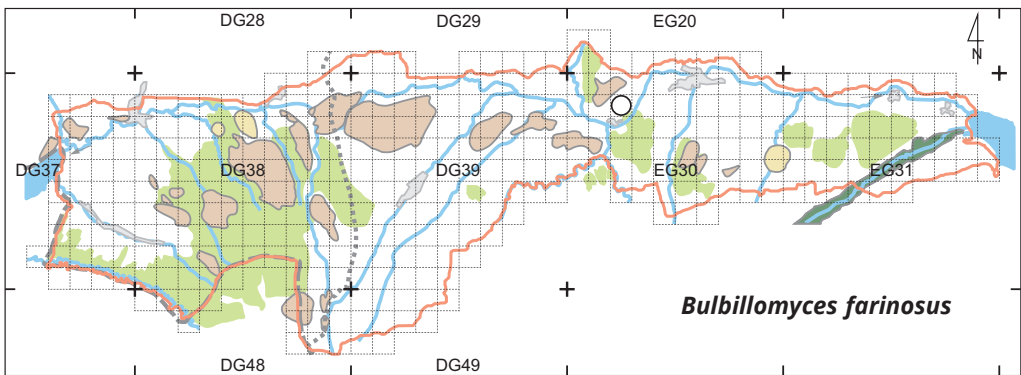 DG28 DG29 EG20
N
DG37 DG38 DG39 EG30 EG31
Bulbillomyces farinosus
DG48 DG49